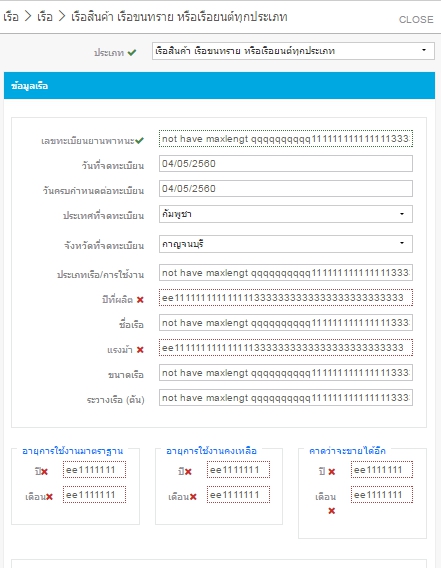 เรือ > เรือ > เรือสินค้า เรือขนทราย หรือเรือยนต์ทุกประเภท CLOSE
ประเภท เรือสินค้า เรือขนทราย หรือเรือยนต์ทุกประเภท
ข้อมูลเรือ
เลขทะเบียนยานพาหนะ not have maxlengt qqqqqqqqqq111111111111111333
วันที่จดทะเบียน 04/05/2560
วันครบกำหนดต่อทะเบียน 04/05/2560
ประเทศที่จดทะเบียน กัมพูชา
จังหวัดที่จดทะเบียน กาญจนบุรี
ประเภทเรือ/การใช้งาน not have maxlengt qqqqqqqqqq111111111111111333
ปีที่ผลิต
ชื่อเรือ not have maxlengt qqqqqqqqqq111111111111111333
แรงม้า
ขนาดเรือ not have maxlengt qqqqqqqqqq111111111111111333
ระวางเรือ (ตัน) not have maxlengt qqqqqqqqqq111111111111111333
อายุการใช้งานมาตราฐาน อายุการใช้งานคงเหลือ คาดว่าจะขายได้อีก
ปี ee1111111 ปี ee1111111 ปี ee1111111
เดือน ee1111111 เดือน ee1111111 เดือน ee1111111